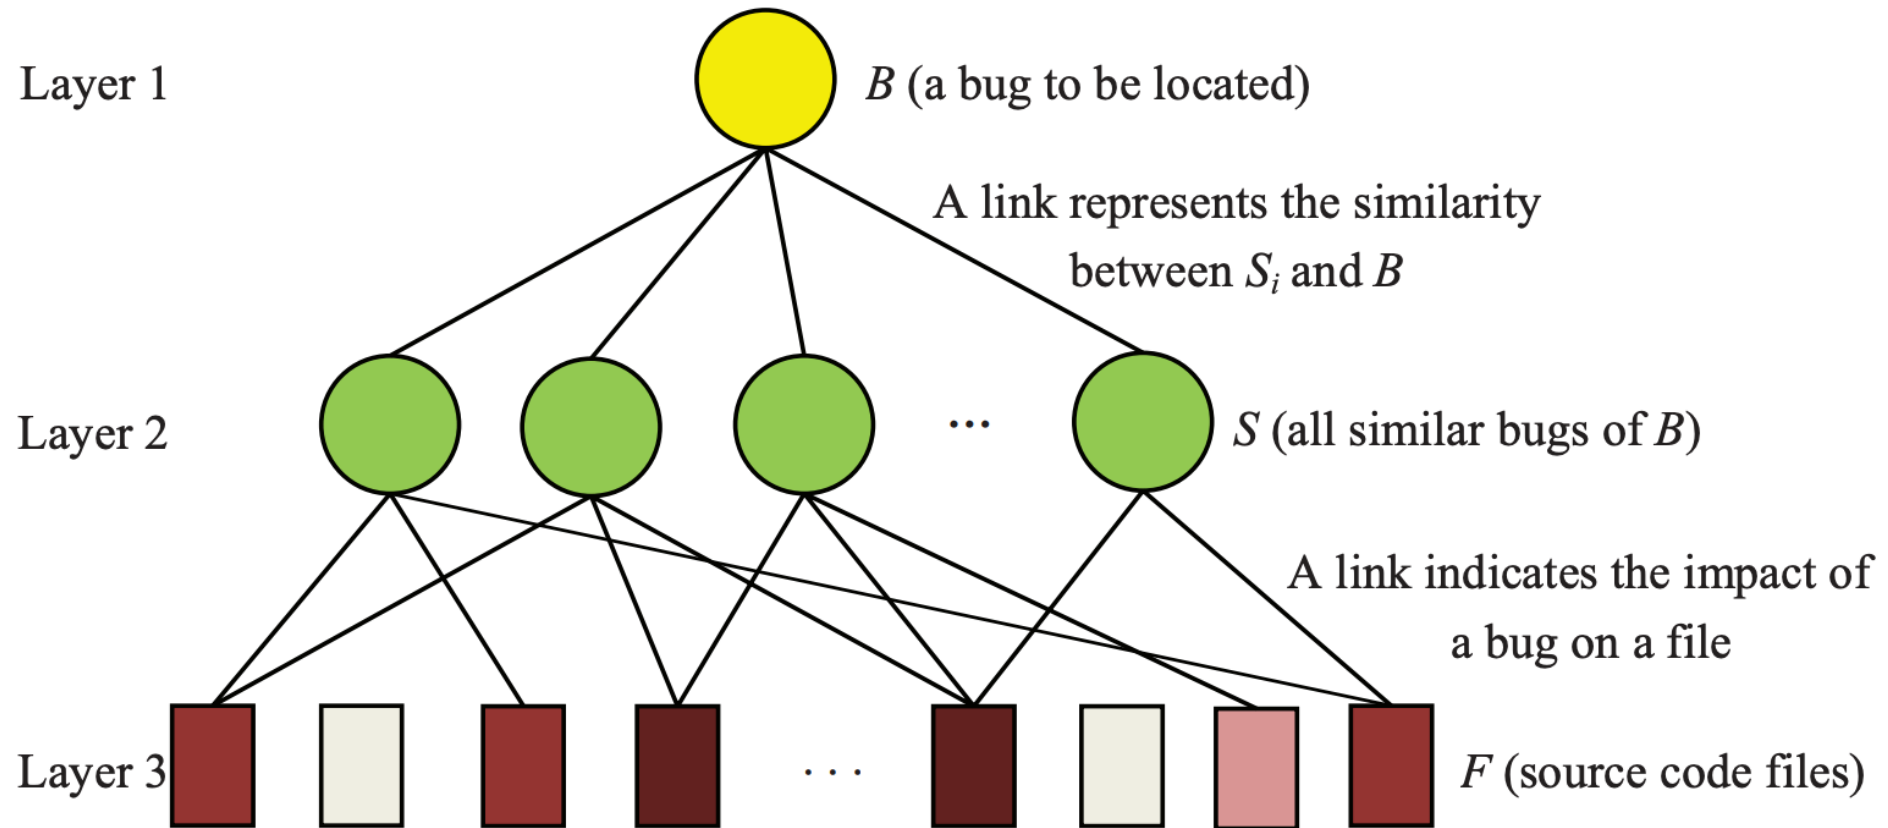 Layer 1
B (a bug to be located)
A link represents the similarity
between Si and B
Layer 2
...
S (all similar bugs of B)
A link indicates the impact of
a bug on a file
Layer 3
. . .
F (source code files)